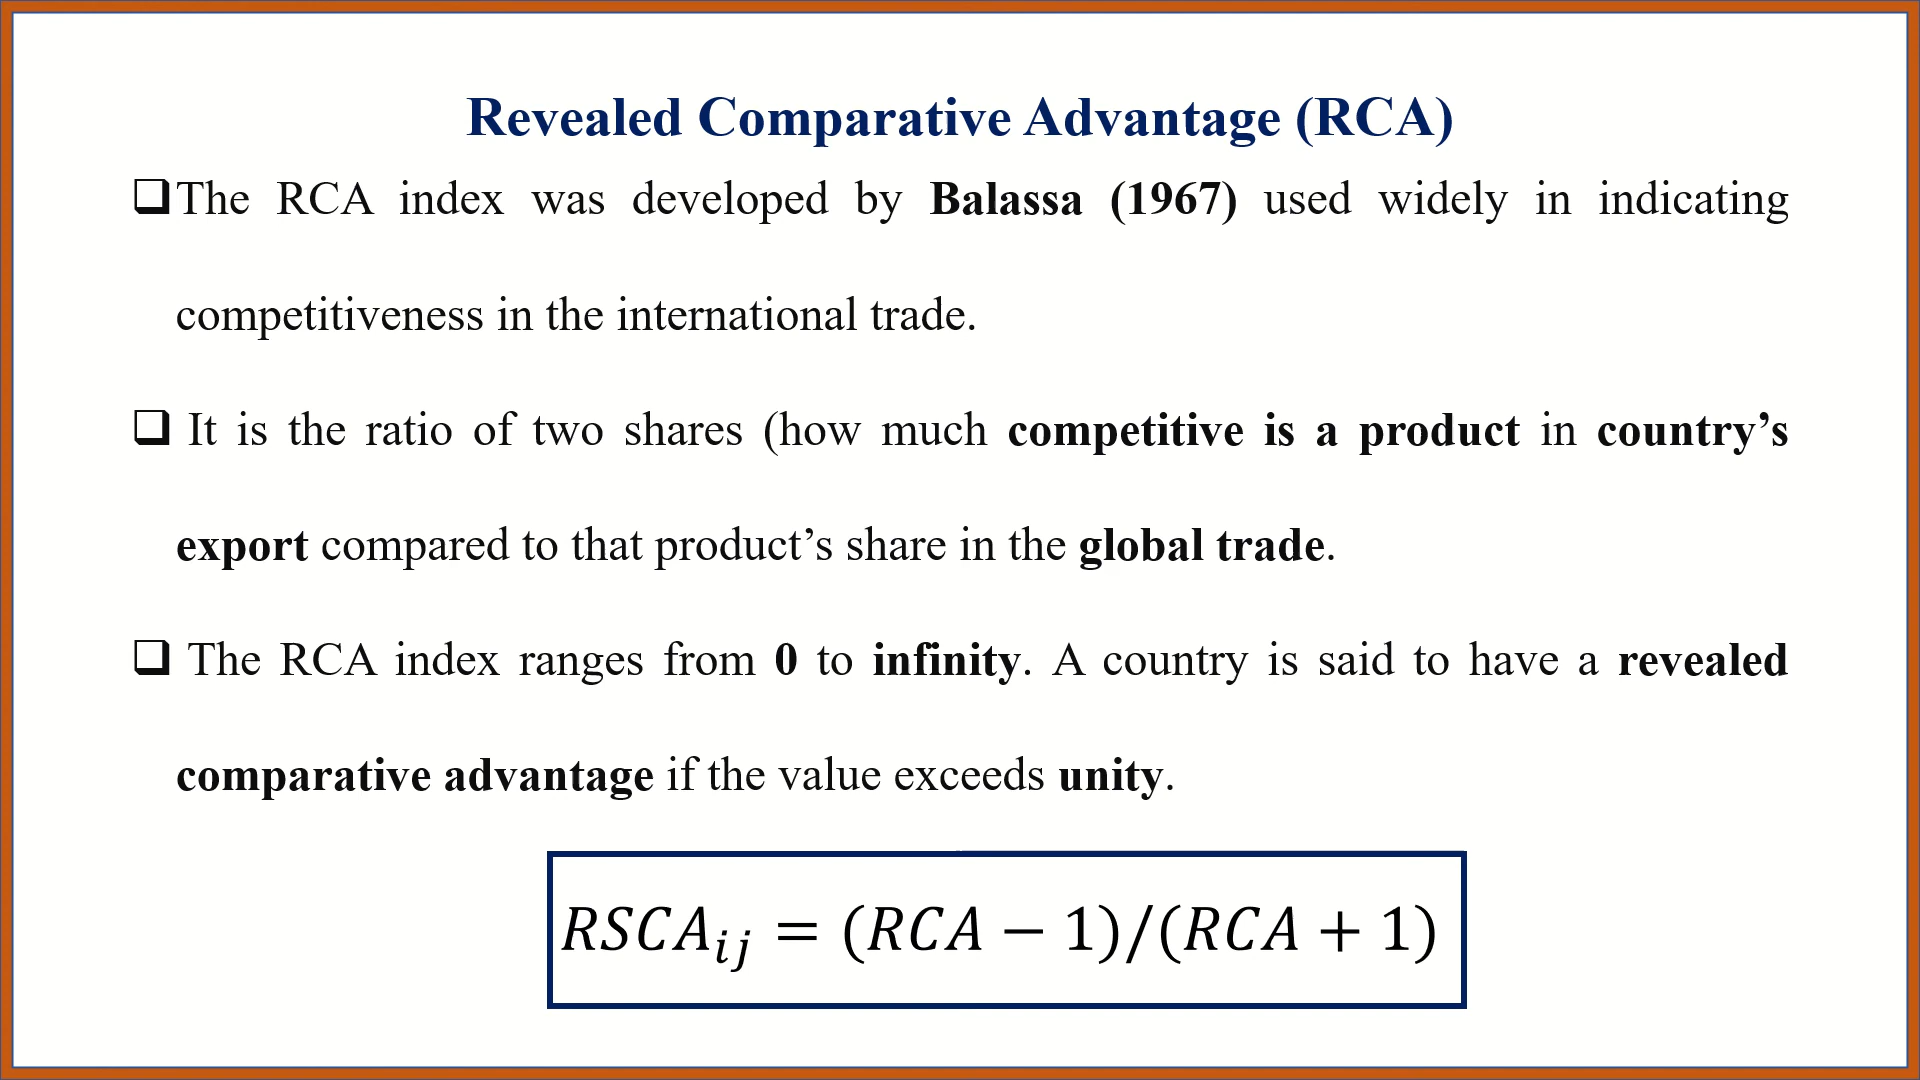 Revealed Comparative Advantage (RCA)
❑The RCA index was developed by Balassa (1967) used widely in indicating
competitiveness in the international trade.
❑ It is the ratio of two shares (how much competitive is a product in country’s
export compared to that product’s share in the global trade.
❑ The RCA index ranges from 0 to infinity. A country is said to have a revealed
comparative advantage if the value exceeds unity.
RSCAij = (RCA − 1)/(RCA + 1)